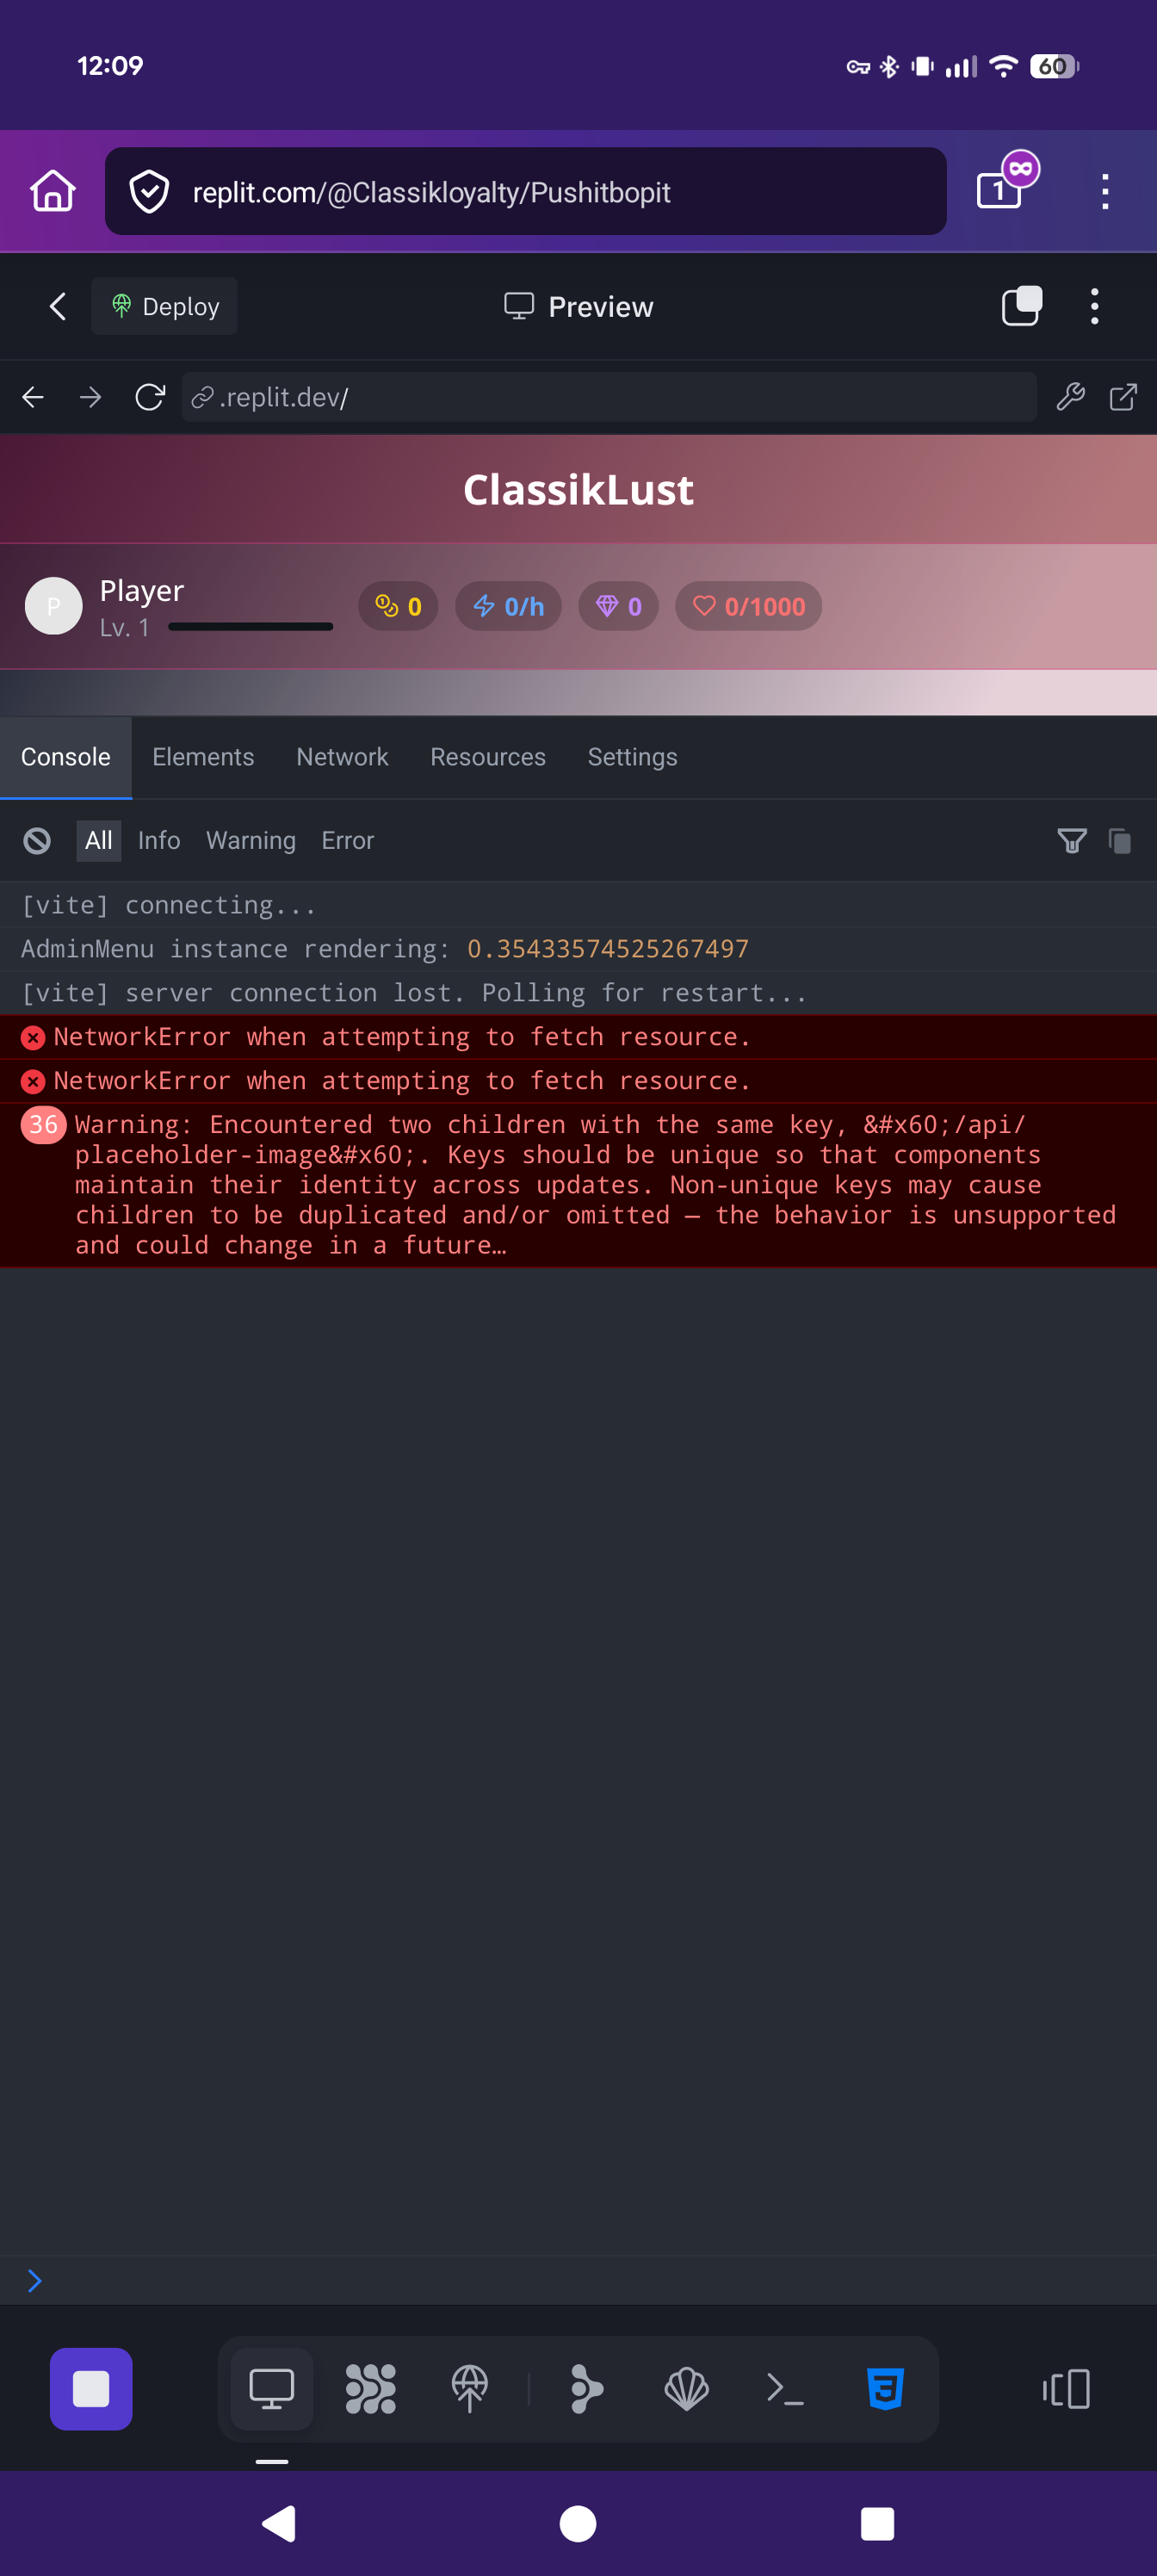 12:09
60
replit.com/@Classikloyalty/Pushitbopit
1
Deploy
Preview
.replit.dev/
ClassikLust
P
Player
Lv. 1
0
0/h
0
0/1000
Console
Elements
Network
Resources
Settings
All
Info
Warning
Error
[vite] connecting...
AdminMenu instance rendering: 0.35433574525267497
[vite] server connection lost. Polling for restart...
NetworkError when attempting to fetch resource.
NetworkError when attempting to fetch resource.
36
Warning: Encountered two children with the same key, &#x60;/api/
placeholder-image&#x60;. Keys should be unique so that components
maintain their identity across updates. Non-unique keys may cause
children to be duplicated and/or omitted — the behavior is unsupported
and could change in a future…